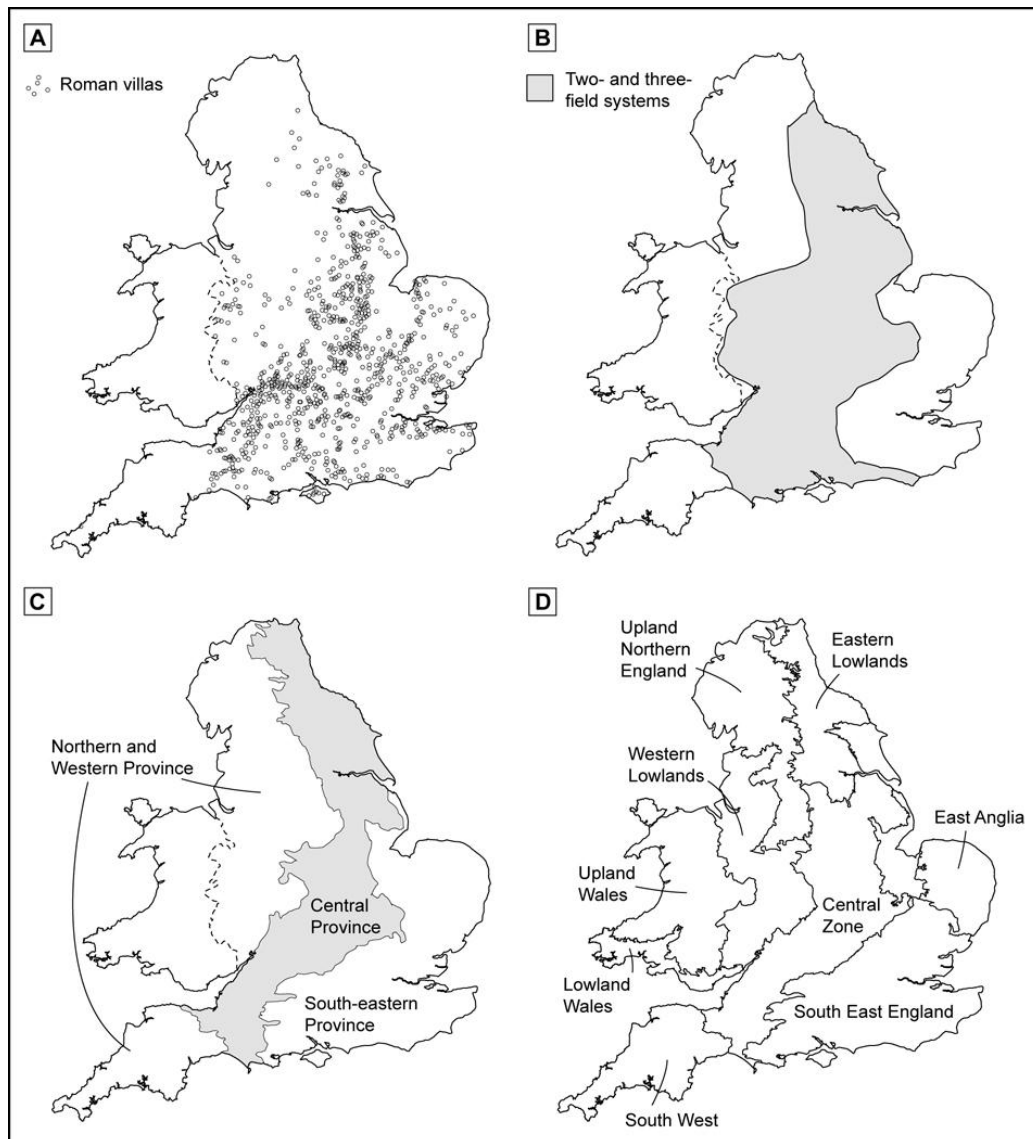 A
Roman villas
B
Two- and three-
field systems
C
Northern and
Western Province
Central
Province
South-eastern
Province
D
Upland
Northern
England
Eastern
Lowlands
Western
Lowlands
East Anglia
Upland
Wales
Central
Zone
Lowland
Wales
South East England
South West